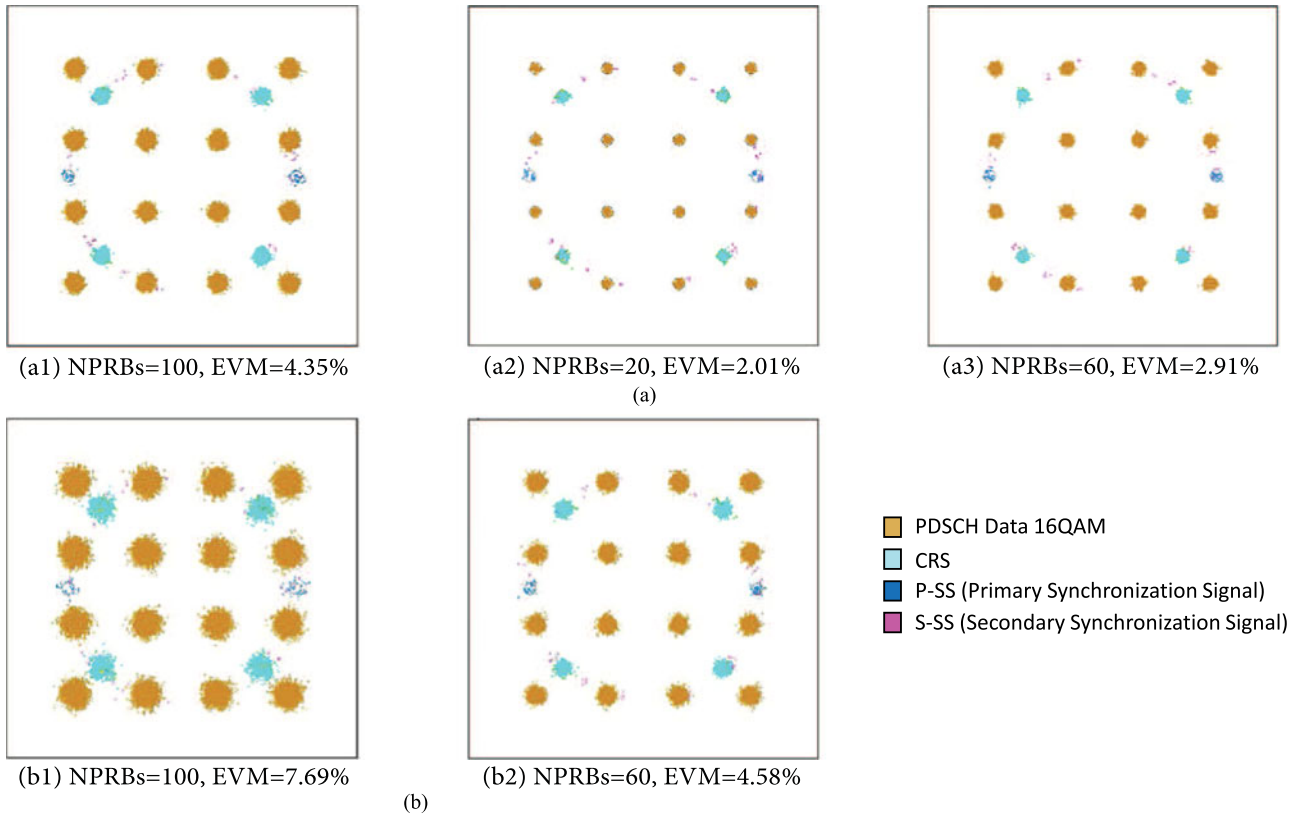 (a1) NPRBs=100, EVM=4.35%
(a2) NPRBs=20, EVM=2.01%
(a3) NPRBs=60, EVM=2.91%
(a)
PDSCH Data 16QAM
CRS
P-SS (Primary Synchronization Signal)
S-SS (Secondary Synchronization Signal)
(b1) NPRBs=100, EVM=7.69%
(b2) NPRBs=60, EVM=4.58%
(b)